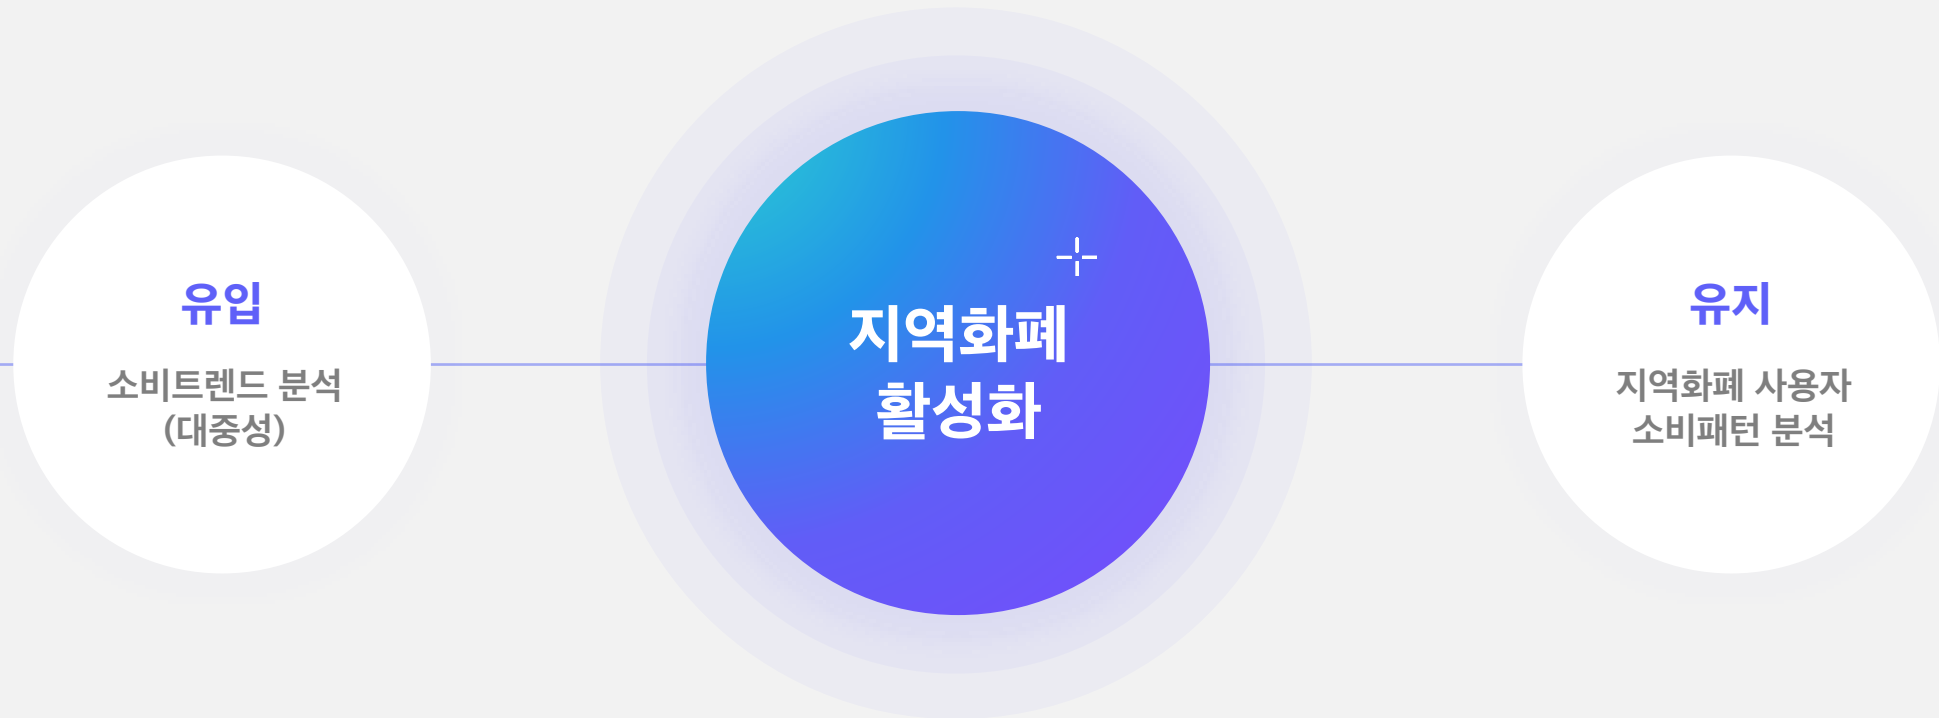 유입
소비트렌드 분석
(대중성)
지역화폐
활성화
유지
지역화폐 사용자
소비패턴 분석